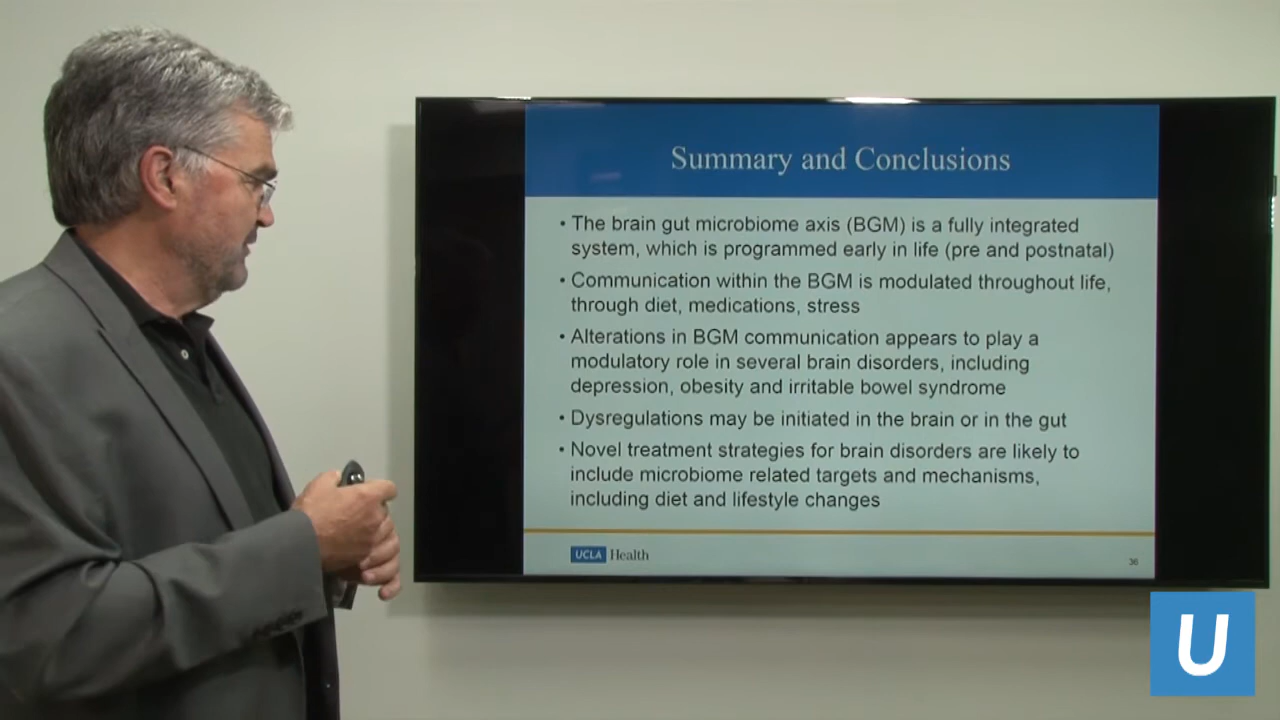 Summary and Conclusions
• The brain gut microbiome axis (BGM) is a fully integrated
system, which is programmed early in life (pre and postnatal)
• Communication within the BGM is modulated throughout life,
through diet, medications, stress
• Alterations in BGM communication appears to play a
modulatory role in several brain disorders, including
depression, obesity and irritable bowel syndrome
• Dysregulations may be initiated in the brain or in the gut
• Novel treatment strategies for brain disorders are likely to
include microbiome related targets and mechanisms,
including diet and lifestyle changes
UCLA Health
36
U